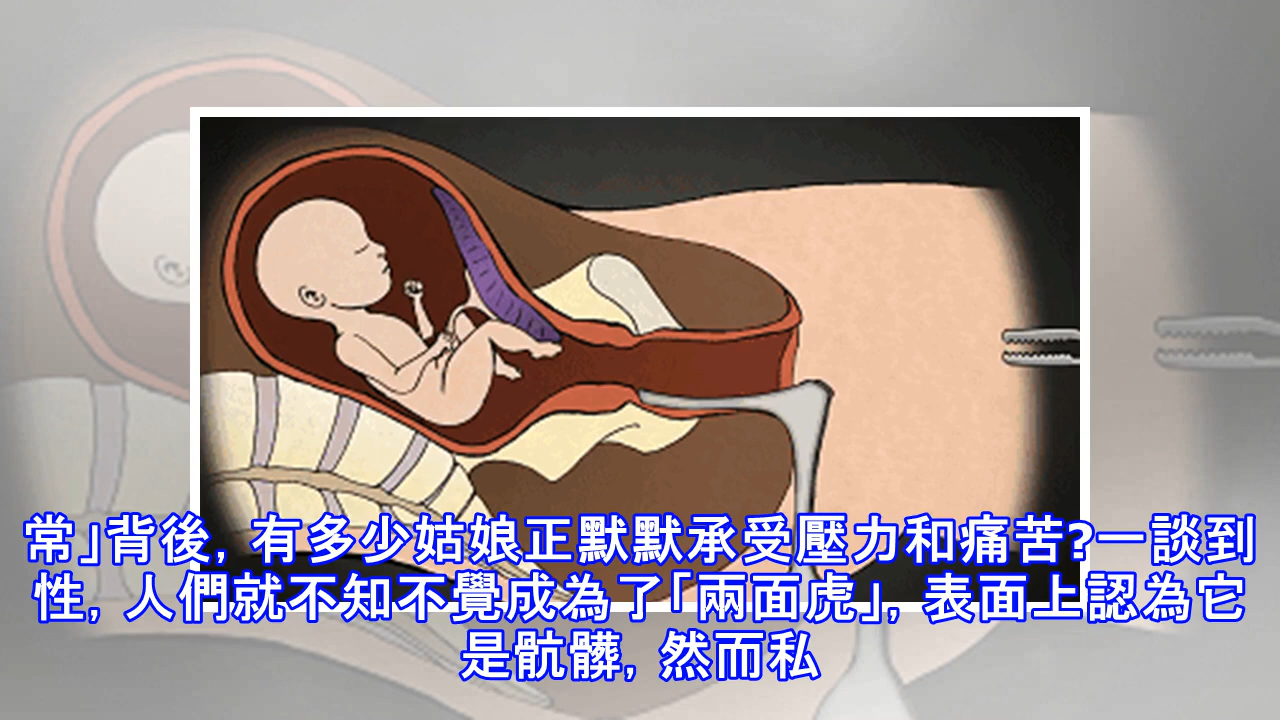 常」背後, 有多少姑娘正默默承受壓力和痛苦?一談到
性, 人們就不知不覺成為了「兩面虎」, 表面上認為它
是骯髒, 然而私